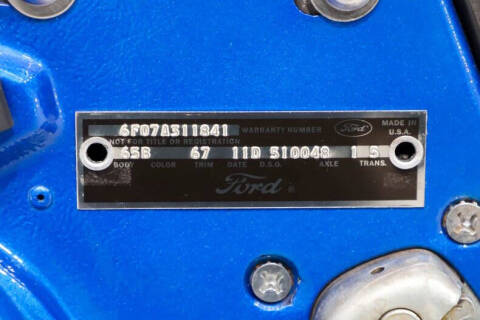 6F07A311841 WARRANTY NUMBER Ford MADE IN U.S.A.
NOT FOR TITLE OR REGISTRATION
65B 67 11D 510048 1 5
BODY COLOR TRIM DATE D.S.O. AXLE TRANS.
Ford ®